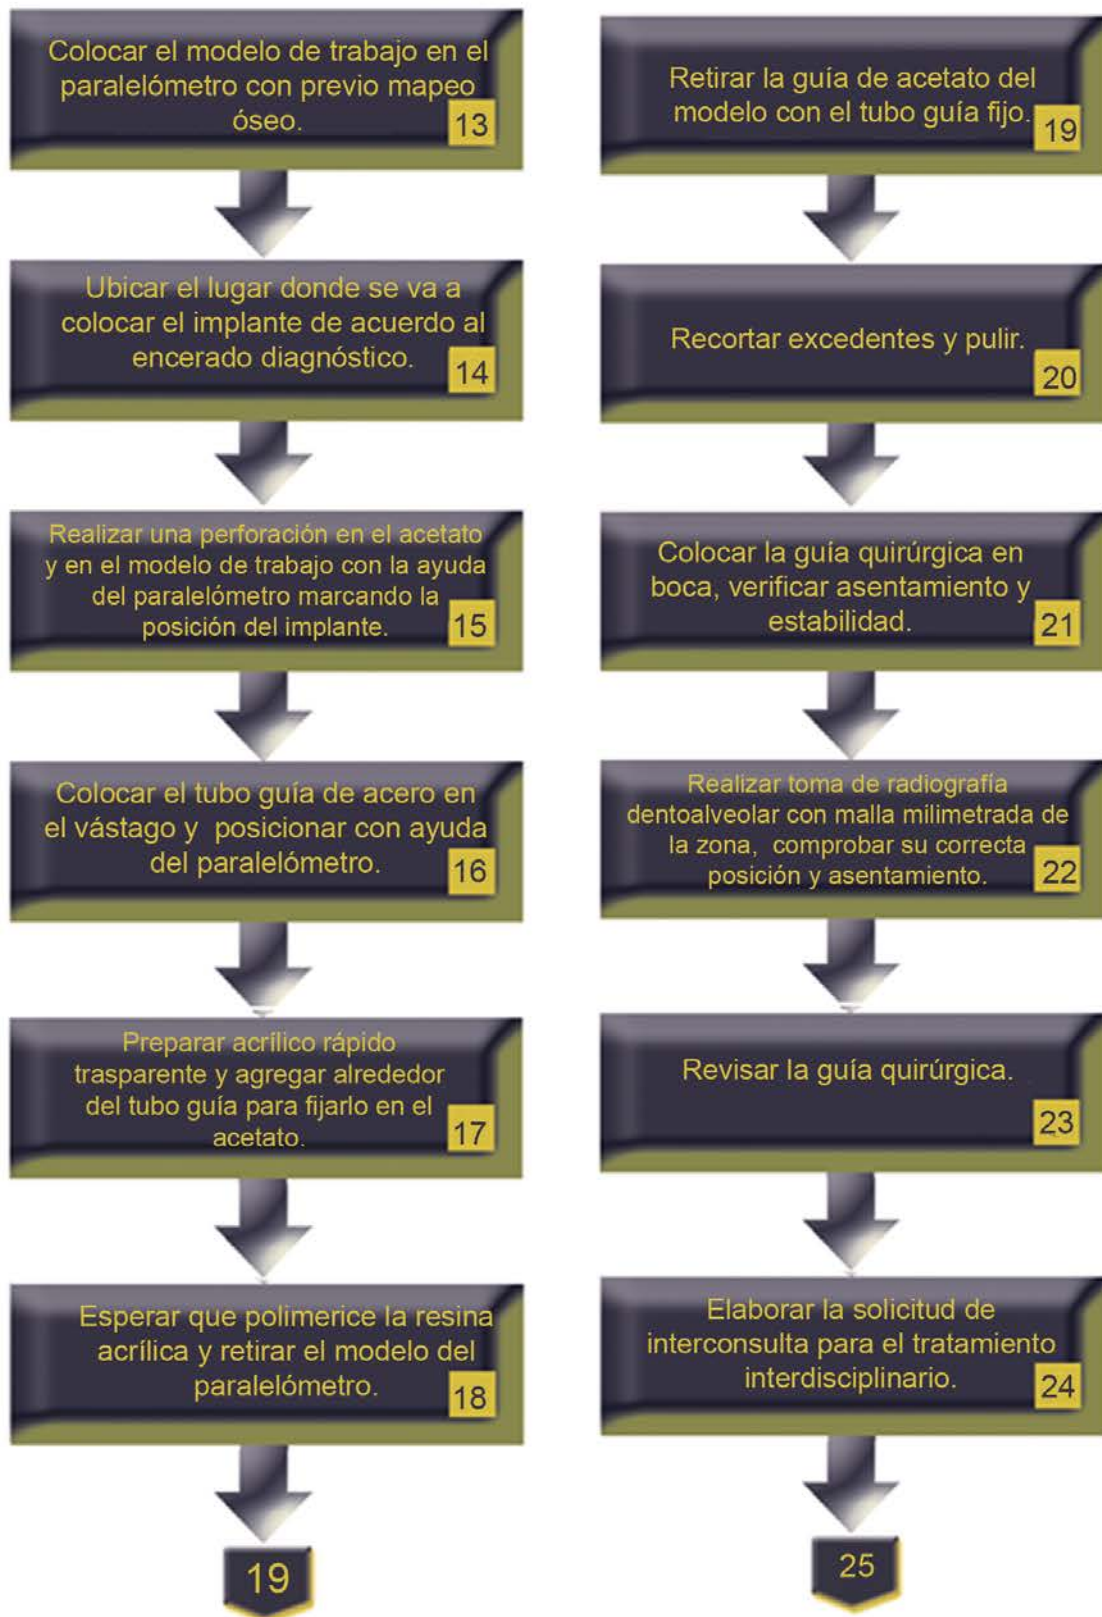 Colocar el modelo de trabajo en el
paralelómetro con previo mapeo
óseo.
13
Ubicar el lugar donde se va a
colocar el implante de acuerdo al
encerado diagnóstico.
14
Realizar una perforación en el acetato
y en el modelo de trabajo con la ayuda
del paralelómetro marcando la
posición del implante.
15
Colocar el tubo guía de acero en
el vástago y posicionar con ayuda
del paralelómetro.
16
Preparar acrílico rápido
trasparente y agregar alrededor
del tubo guía para fijarlo en el
acetato.
17
Esperar que polimerice la resina
acrílica y retirar el modelo del
paralelómetro.
18
19
Retirar la guía de acetato del
modelo con el tubo guía fijo.
19
Recortar excedentes y pulir.
20
Colocar la guía quirúrgica en
boca, verificar asentamiento y
estabilidad.
21
Realizar toma de radiografía
dentoalveolar con malla milimetrada de
la zona, comprobar su correcta
posición y asentamiento.
22
Revisar la guía quirúrgica.
23
Elaborar la solicitud de
interconsulta para el tratamiento
interdisciplinario.
24
25